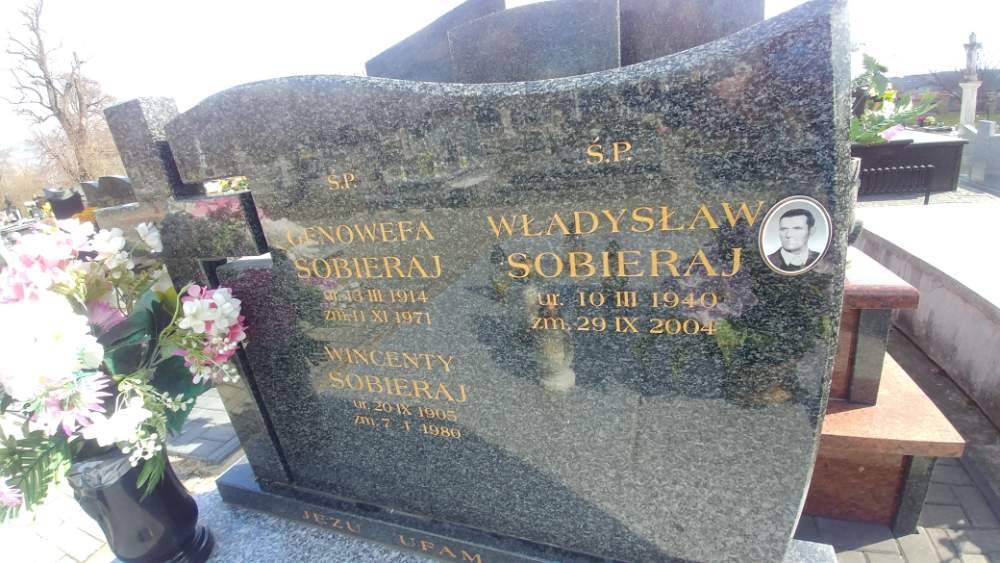 Ś.P.
GENOWEFA
SOBIERAJ
ur. 13 III 1914
zm. 11 XI 1971
WINCENTY
SOBIERAJ
ur. 20 IX 1905
zm. 7 I 1980
Ś.P.
WŁADYSŁAW
SOBIERAJ
ur. 10 III 1940
zm. 29 IX 2004
JEZU UFAM